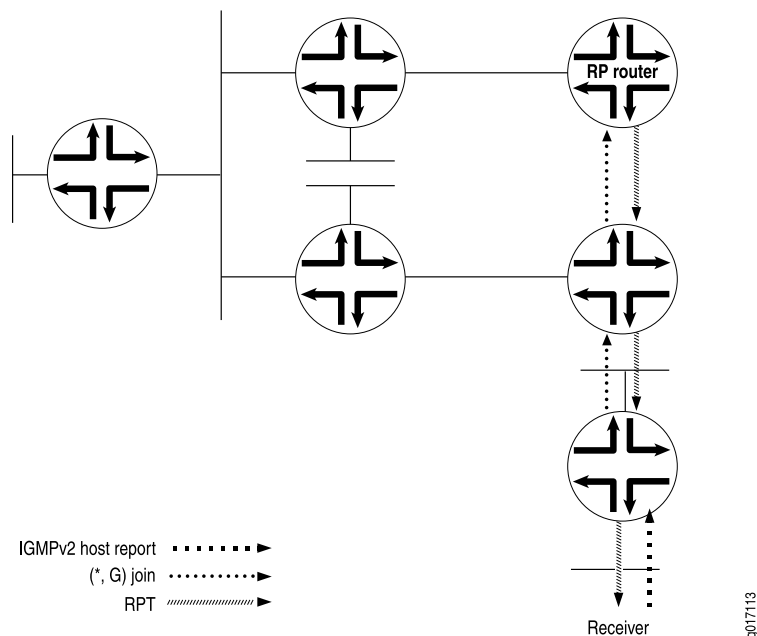 RP router
IGMPv2 host report
(*, G) join
RPT
Receiver
g017113